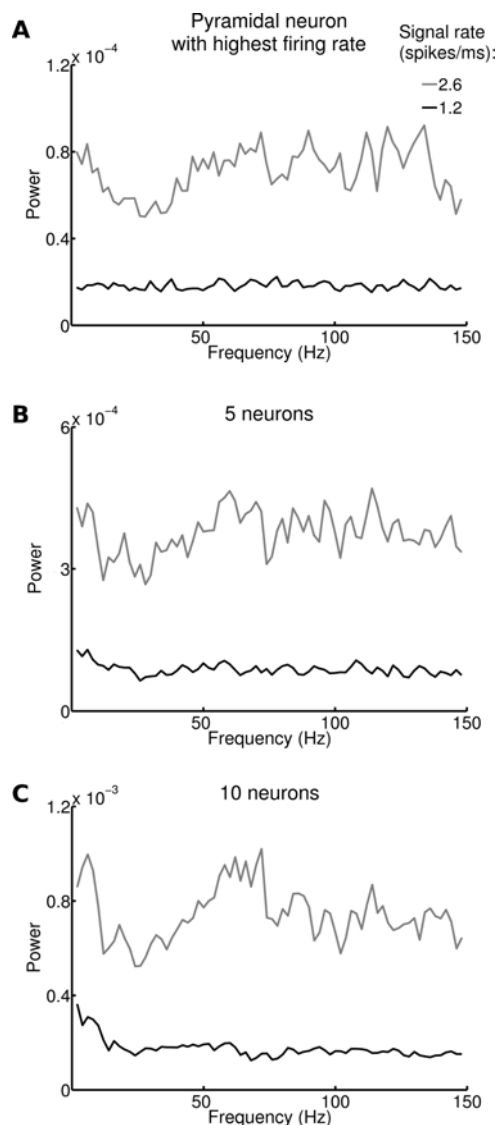 A
Pyramidal neuron
with highest firing rate
Signal rate
(spikes/ms):
2.6
1.2
x 10⁻⁴
1.2
0.8
0.4
0
Power
50
100
150
Frequency (Hz)
B
5 neurons
x 10⁻⁴
6
3
0
Power
50
100
150
Frequency (Hz)
C
10 neurons
x 10⁻³
1.2
0.8
0.4
0
Power
50
100
150
Frequency (Hz)